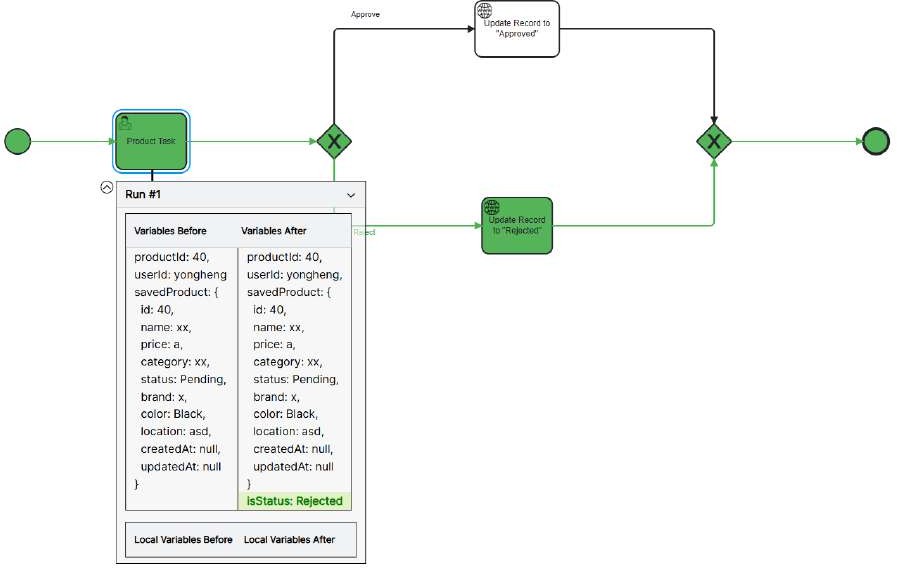 Approve
Update Record to
"Approved"
Product Task
X
X
Run #1
Reject
Update Record
to "Rejected"
Variables Before
Variables After
productId: 40,
userId: yongheng
savedProduct: {
id: 40,
name: xx,
price: a,
category: xx,
status: Pending,
brand: x,
color: Black,
location: asd,
createdAt: null,
updatedAt: null
}
productId: 40,
userId: yongheng,
savedProduct: {
id: 40,
name: xx,
price: a,
category: xx,
status: Pending,
brand: x,
color: Black,
location: asd,
createdAt: null,
updatedAt: null
}
isStatus: Rejected
Local Variables Before
Local Variables After